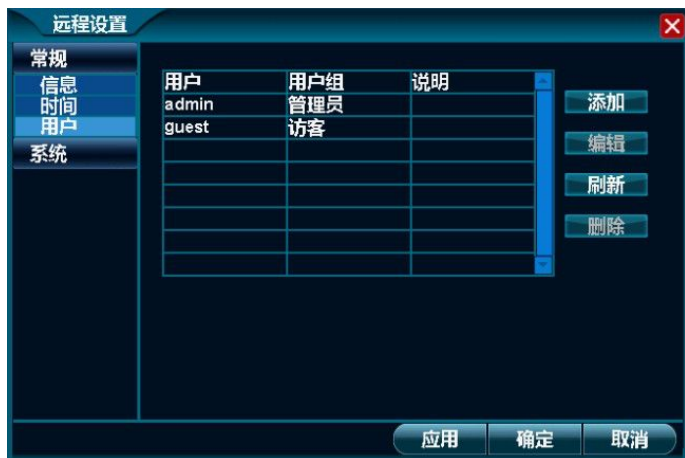 远程设置
常规
信息
时间
用户
系统
用户 用户组 说明
admin 管理员
guest 访客
添加
编辑
刷新
删除
应用 确定 取消